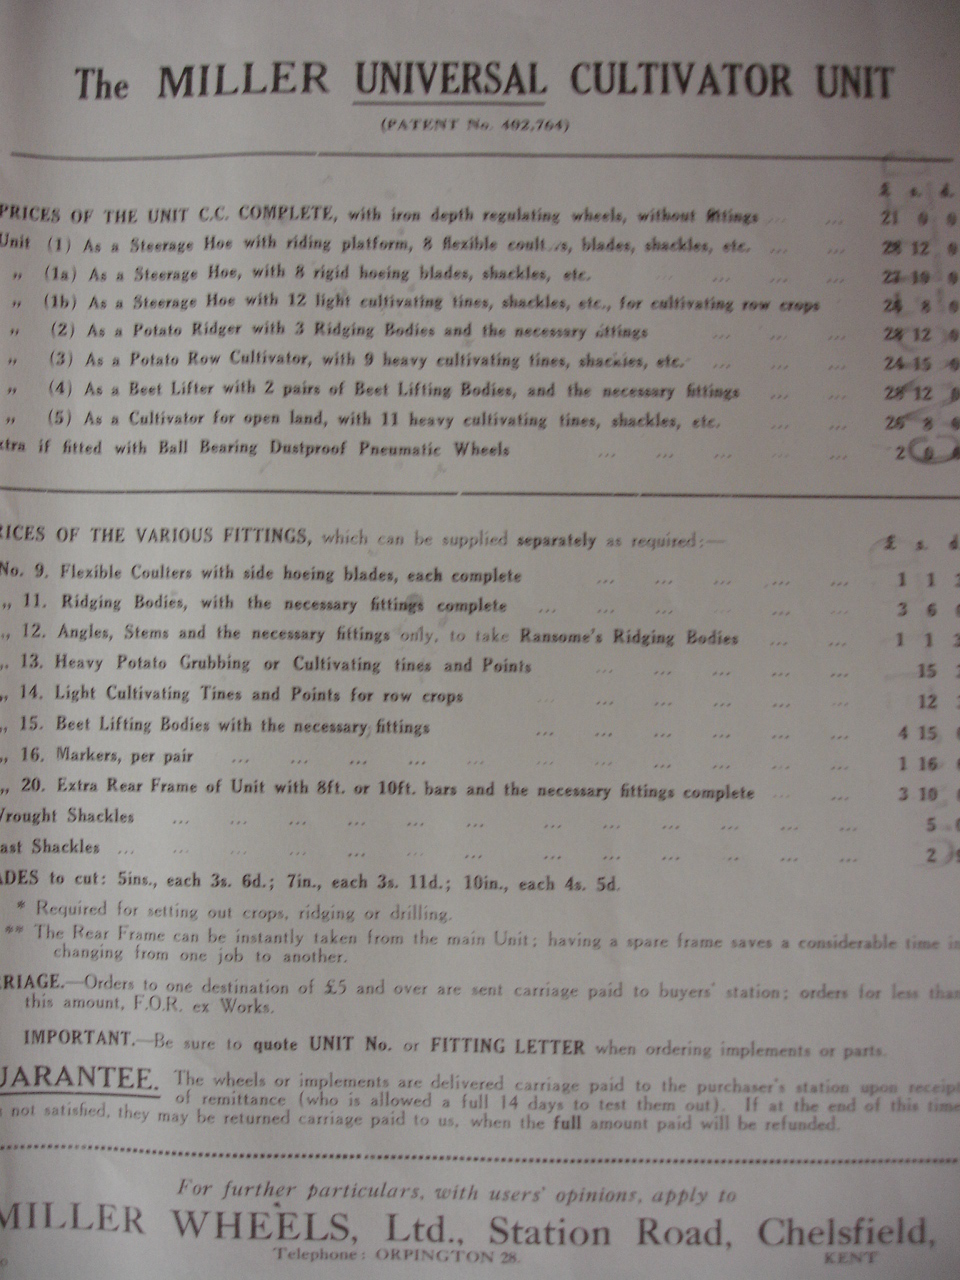 The MILLER UNIVERSAL CULTIVATOR UNIT
(PATENT No. 402,764)
£ s. d.
PRICES OF THE UNIT C.C. COMPLETE, with iron depth regulating wheels, without fittings ... ... 21 0 0
Unit (1) As a Steerage Hoe with riding platform, 8 flexible blades, shackles, etc. ... ... 12
„ (1a) As a Steerage Hoe, with 8 rigid hoeing blades, shackles, etc. ... ... ...
„ (1b) As a Steerage Hoe with 12 light cultivating tines, shackles, etc., for cultivating row crops 8
„ (2) As a Potato Ridger with 3 Ridging Bodies and the necessary fittings ... ... ... 12
„ (3) As a Potato Row Cultivator, with 9 heavy cultivating tines, shackles, etc. ... ... ... 24 15
„ (4) As a Beet Lifter with 2 pairs of Beet Lifting Bodies, and the necessary fittings ... ... 12
„ (5) As a Cultivator for open land, with 11 heavy cultivating tines, shackles, etc. ... ... 26 8
if fitted with Ball Bearing Dustproof Pneumatic Wheels ... ... ... ... ... 2 0
OF THE VARIOUS FITTINGS, which can be supplied separately as required:— £ s.
No. 9. Flexible Coulters with side hoeing blades, each complete ... ... ... ... ... 1 1
„ 11. Ridging Bodies, with the necessary fittings complete ... ... ... ... ... ... 3 6
„ 12. Angles, Stems and the necessary fittings only, to take Ransome's Ridging Bodies ... ... 1 1
„ 13. Heavy Potato Grubbing or Cultivating tines and Points ... ... ... ... ... 15
„ 14. Light Cultivating Tines and Points for row crops ... ... ... ... ... ... 12
„ 15. Beet Lifting Bodies with the necessary fittings ... ... ... ... ... ... 4 15
„ 16. Markers, per pair ... ... ... ... ... ... ... ... ... ... ... 1 16
„ 20. Extra Rear Frame of Unit with 8ft. or 10ft. bars and the necessary fittings complete ... ... 3 10
Shackles ... ... ... ... ... ... ... ... ... ... ... ... 5
Shackles ... ... ... ... ... ... ... ... ... ... ... ... ... 2
to cut: 5ins., each 3s. 6d.; 7in., each 3s. 11d.; 10in., each 4s. 5d.
* Required for setting out crops, ridging or drilling.
** The Rear Frame can be instantly taken from the main Unit; having a spare frame saves a considerable time in
changing from one job to another.
RIAGE.—Orders to one destination of £5 and over are sent carriage paid to buyers' station; orders for less than
this amount, F.O.R. ex Works.
IMPORTANT.—Be sure to quote UNIT No. or FITTING LETTER when ordering implements or parts.
UARANTEE. The wheels or implements are delivered carriage paid to the purchaser's station upon receipt
of remittance (who is allowed a full 14 days to test them out). If at the end of this time
not satisfied, they may be returned carriage paid to us, when the full amount paid will be refunded.
For further particulars, with users' opinions, apply to
MILLER WHEELS, Ltd., Station Road, Chelsfield,
Telephone: ORPINGTON 28. KENT